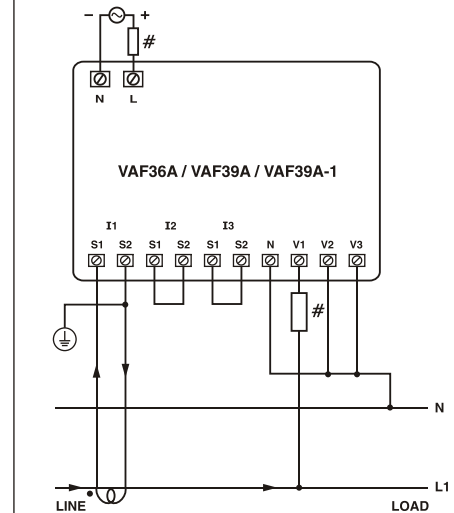 − +
#
N L
VAF36A / VAF39A / VAF39A-1
I1 I2 I3
S1 S2 S1 S2 S1 S2 N V1 V2 V3
#
N
L1
LINE LOAD